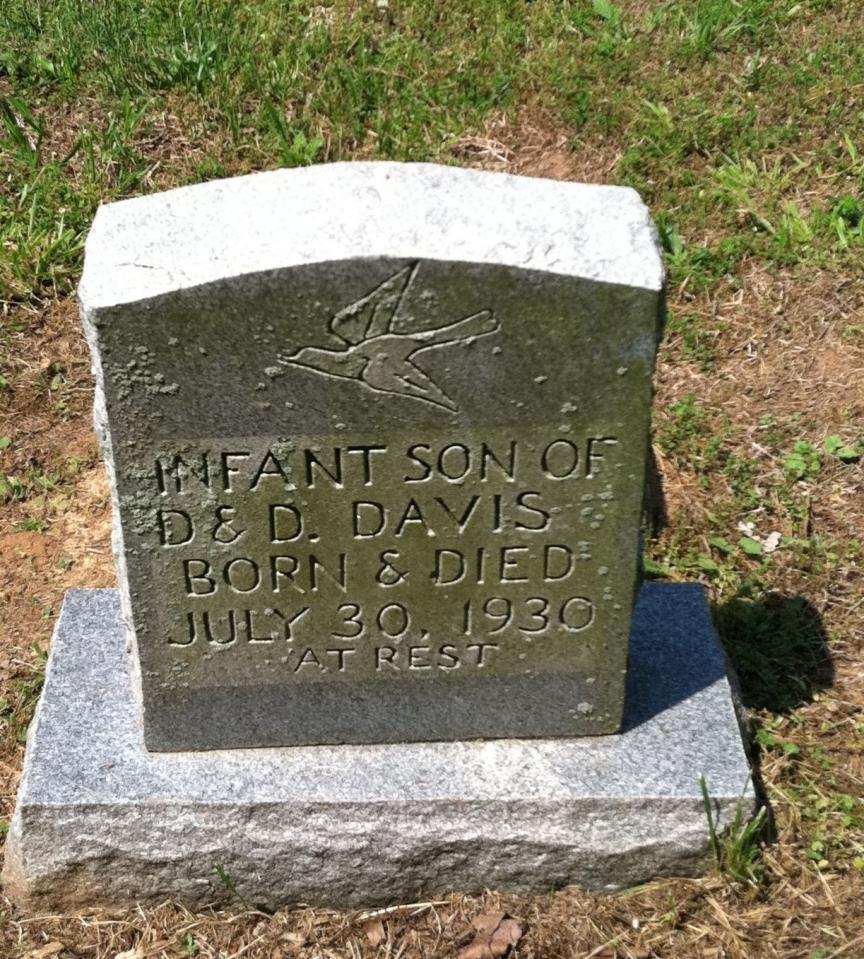 INFANT SON OF
D & D. DAVIS
BORN & DIED
JULY 30, 1930
AT REST